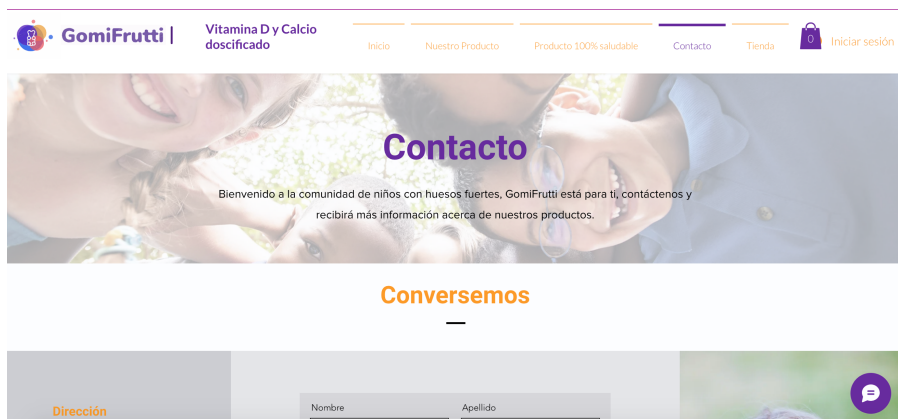 GomiFrutti |
Vitamina D y Calcio
doscificado
Inicio
Nuestro Producto
Producto 100% saludable
Contacto
Tienda
0
Iniciar sesión
Contacto
Bienvenido a la comunidad de niños con huesos fuertes, GomiFrutti está para ti, contáctenos y
recibirá más información acerca de nuestros productos.
Conversemos
Dirección
Nombre
Apellido